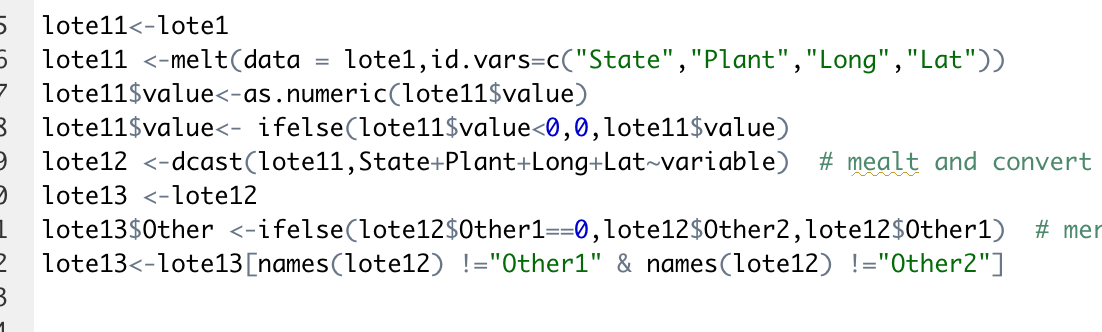 5 lote11<-lote1
6 lote11 <-melt(data = lote1,id.vars=c("State","Plant","Long","Lat"))
7 lote11$value<-as.numeric(lote11$value)
8 lote11$value<- ifelse(lote11$value<0,0,lote11$value)
9 lote12 <-dcast(lote11,State+Plant+Long+Lat~variable)  # mealt and convert
0 lote13 <-lote12
1 lote13$Other <-ifelse(lote12$Other1==0,lote12$Other2,lote12$Other1)  # mer
2 lote13<-lote13[names(lote12) !="Other1" & names(lote12) !="Other2"]
3
4